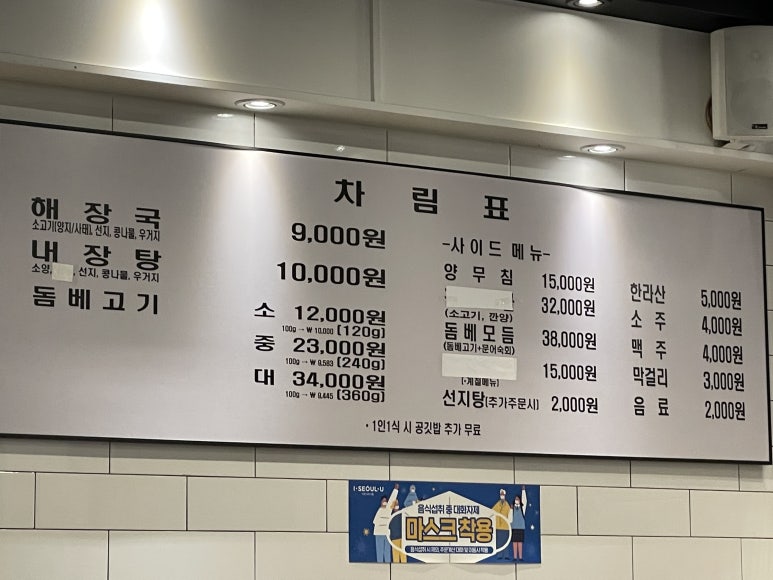 차림표
해장국 9,000원
소고기(양지/사태), 선지, 콩나물, 우거지
내장탕 10,000원
소양, 선지, 콩나물, 우거지
돔베고기
소 12,000원
100g → ₩ 10,000 (120g)
중 23,000원
100g → ₩ 9,583 (240g)
대 34,000원
100g → ₩ 9,445 (360g)
-사이드 메뉴-
양무침 15,000원
32,000원
(소고기, 깐양)
돔베모듬 38,000원
(돔베고기+문어숙회)
15,000원
(•계절메뉴)
선지탕(추가주문시) 2,000원
한라산 5,000원
소주 4,000원
맥주 4,000원
막걸리 3,000원
음료 2,000원
• 1인1식 시 공깃밥 추가 무료
I·SEOUL·U
음식섭취 중 대화자제
마스크 착용